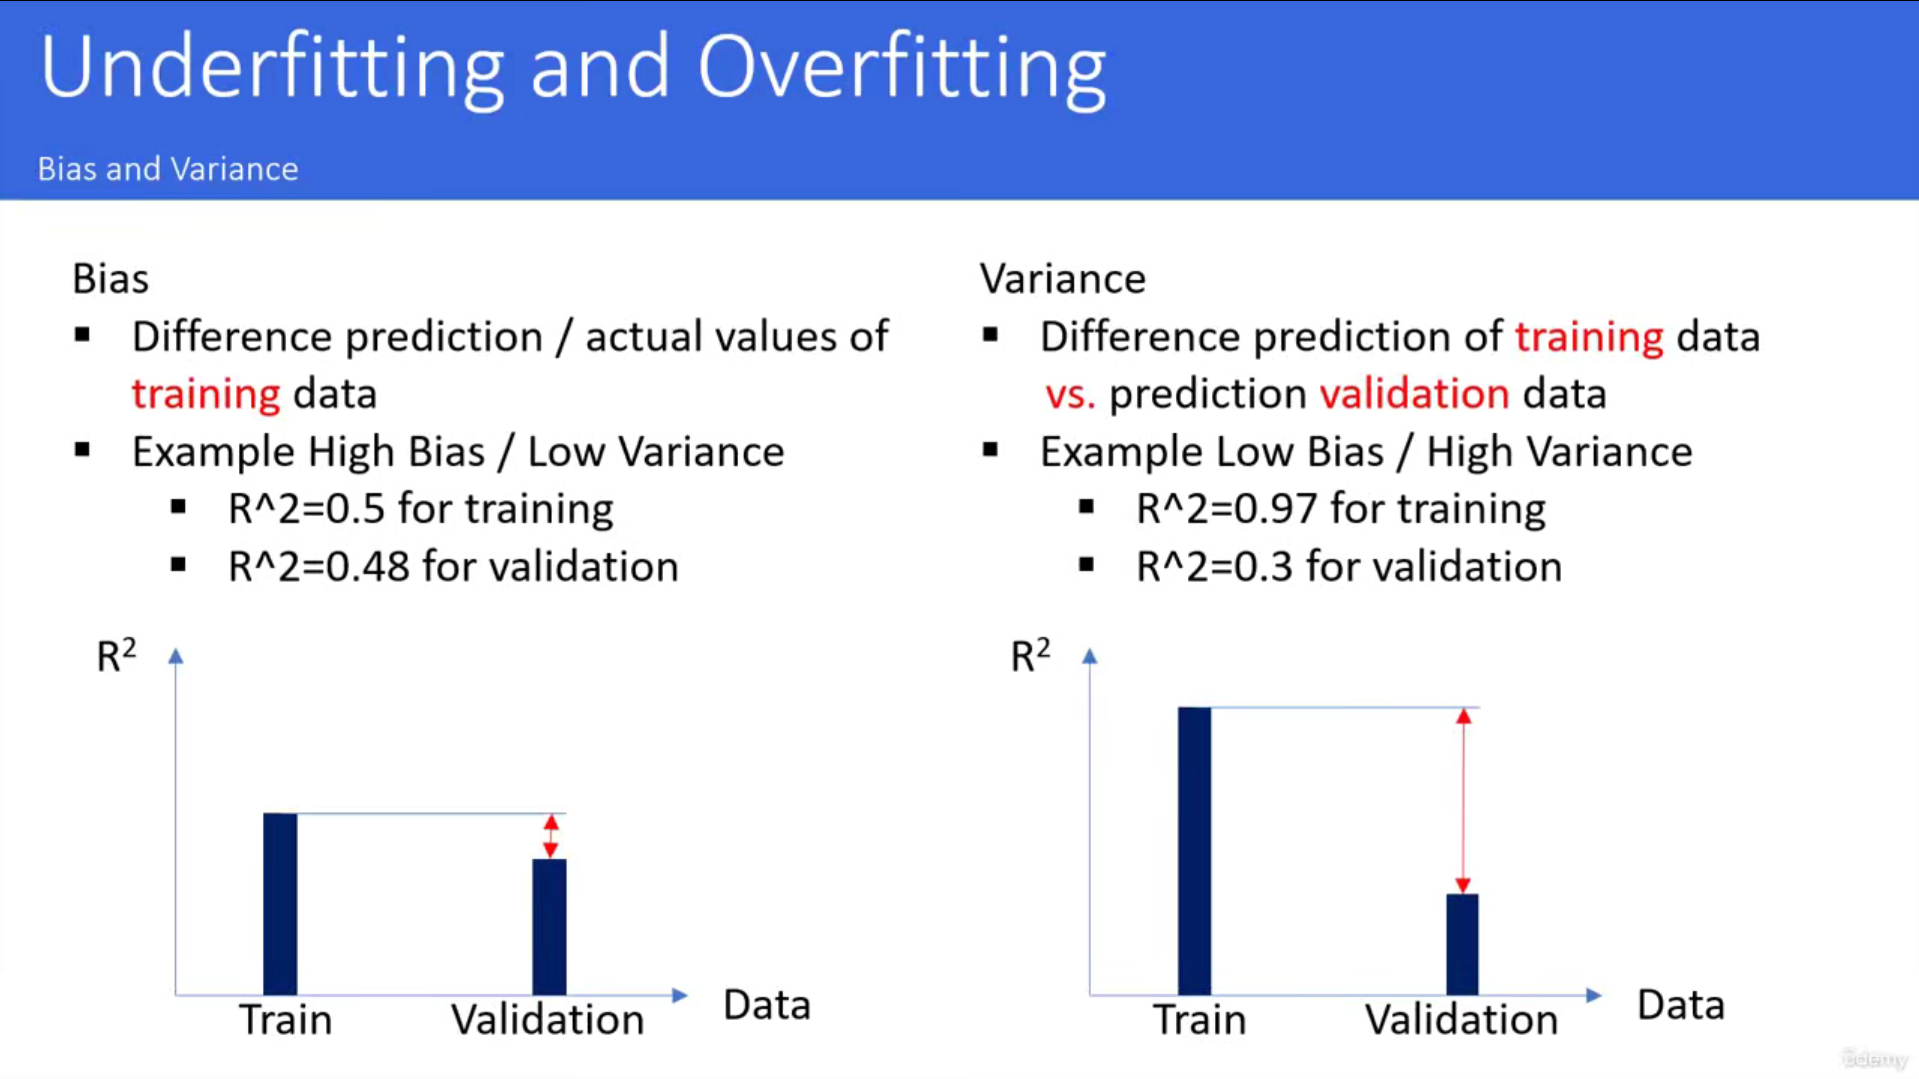 Underfitting and Overfitting
Bias and Variance
Bias
▪ Difference prediction / actual values of
training data
▪ Example High Bias / Low Variance
▪ R^2=0.5 for training
▪ R^2=0.48 for validation
R²
Train
Validation
Data
Variance
▪ Difference prediction of training data
vs. prediction validation data
▪ Example Low Bias / High Variance
▪ R^2=0.97 for training
▪ R^2=0.3 for validation
R²
Train
Validation
Data
Udemy